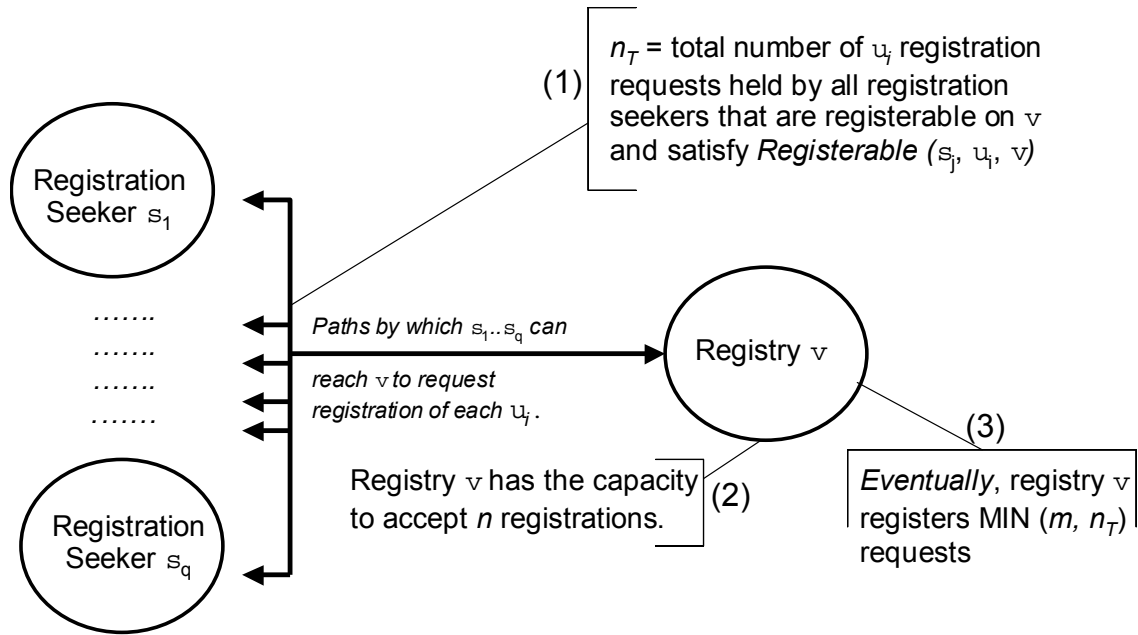 n_T = total number of u_i registration
requests held by all registration
seekers that are registerable on v
and satisfy Registerable (s_j, u_i, v)
(1)
Registration
Seeker s_1
.......
.......
.......
.......
Paths by which s_1..s_q can
reach v to request
registration of each u_i.
Registry v
(3)
Registry v has the capacity
to accept n registrations.
(2)
Eventually, registry v
registers MIN (m, n_T)
requests
Registration
Seeker s_q